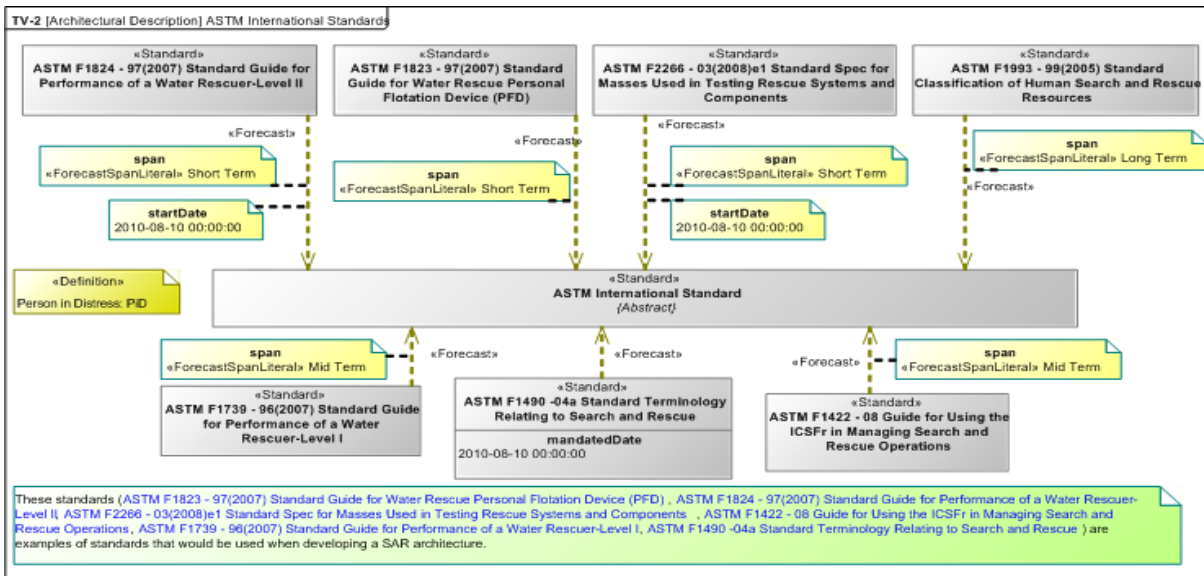 TV-2 [Architectural Description] ASTM International Standards
«Standard»
ASTM F1824 - 97(2007) Standard Guide for
Performance of a Water Rescuer-Level II
«Standard»
ASTM F1823 - 97(2007) Standard
Guide for Water Rescue Personal
Flotation Device (PFD)
«Standard»
ASTM F2266 - 03(2008)e1 Standard Spec for
Masses Used in Testing Rescue Systems and
Components
«Standard»
ASTM F1993 - 99(2005) Standard
Classification of Human Search and Rescue
Resources
«Forecast»
«Forecast»
«Forecast»
span
«ForecastSpanLiteral» Short Term
span
«ForecastSpanLiteral» Short Term
span
«ForecastSpanLiteral» Short Term
span
«ForecastSpanLiteral» Long Term
«Forecast»
startDate
2010-08-10 00:00:00
startDate
2010-08-10 00:00:00
«Definition»
Person in Distress: PiD
«Standard»
ASTM International Standard
{Abstract}
span
«ForecastSpanLiteral» Mid Term
«Forecast»
«Forecast»
«Forecast»
span
«ForecastSpanLiteral» Mid Term
«Standard»
ASTM F1739 - 96(2007) Standard Guide
for Performance of a Water
Rescuer-Level I
«Standard»
ASTM F1490 -04a Standard Terminology
Relating to Search and Rescue
mandatedDate
2010-08-10 00:00:00
«Standard»
ASTM F1422 - 08 Guide for Using the
ICSFr in Managing Search and
Rescue Operations
These standards (ASTM F1823 - 97(2007) Standard Guide for Water Rescue Personal Flotation Device (PFD) , ASTM F1824 - 97(2007) Standard Guide for Performance of a Water Rescuer-
Level II, ASTM F2266 - 03(2008)e1 Standard Spec for Masses Used in Testing Rescue Systems and Components , ASTM F1422 - 08 Guide for Using the ICSFr in Managing Search and
Rescue Operations, ASTM F1739 - 96(2007) Standard Guide for Performance of a Water Rescuer-Level I, ASTM F1490 -04a Standard Terminology Relating to Search and Rescue ) are
examples of standards that would be used when developing a SAR architecture.